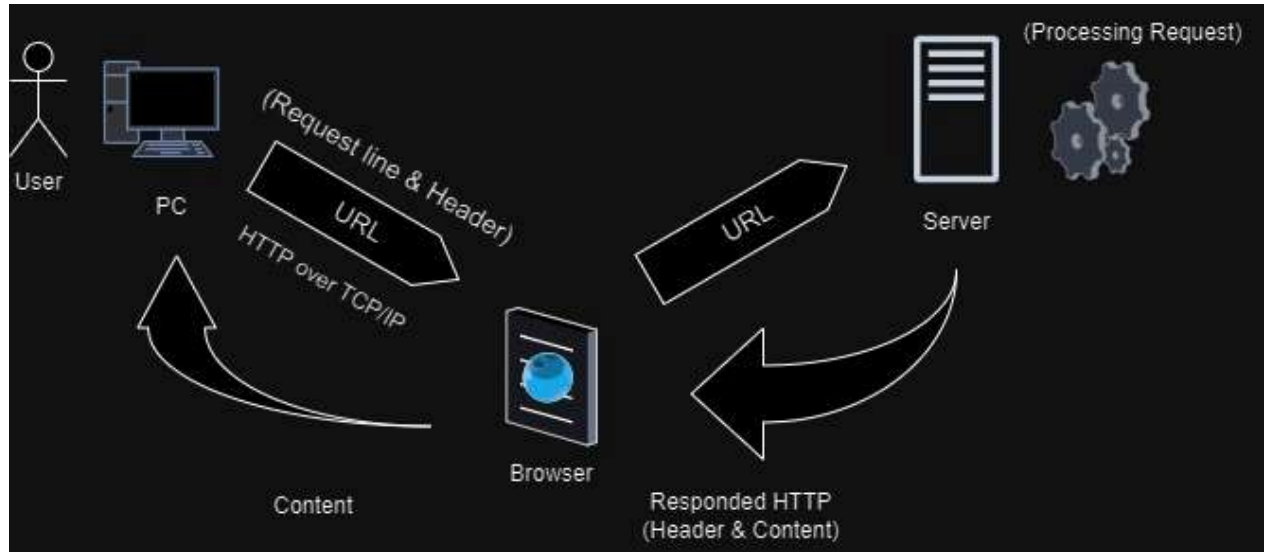 (Processing Request)
User
PC
(Request line & Header)
URL
HTTP over TCP/IP
URL
Server
Browser
Content
Responded HTTP
(Header & Content)